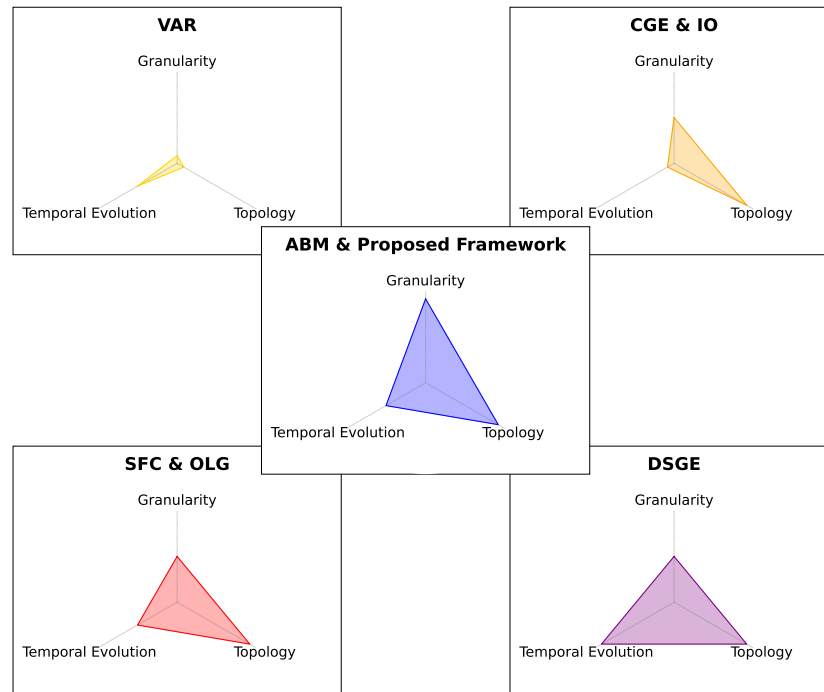 VAR
Granularity
Temporal Evolution
Topology
CGE & IO
Granularity
Temporal Evolution
Topology
ABM & Proposed Framework
Granularity
Temporal Evolution
Topology
SFC & OLG
Granularity
Temporal Evolution
Topology
DSGE
Granularity
Temporal Evolution
Topology